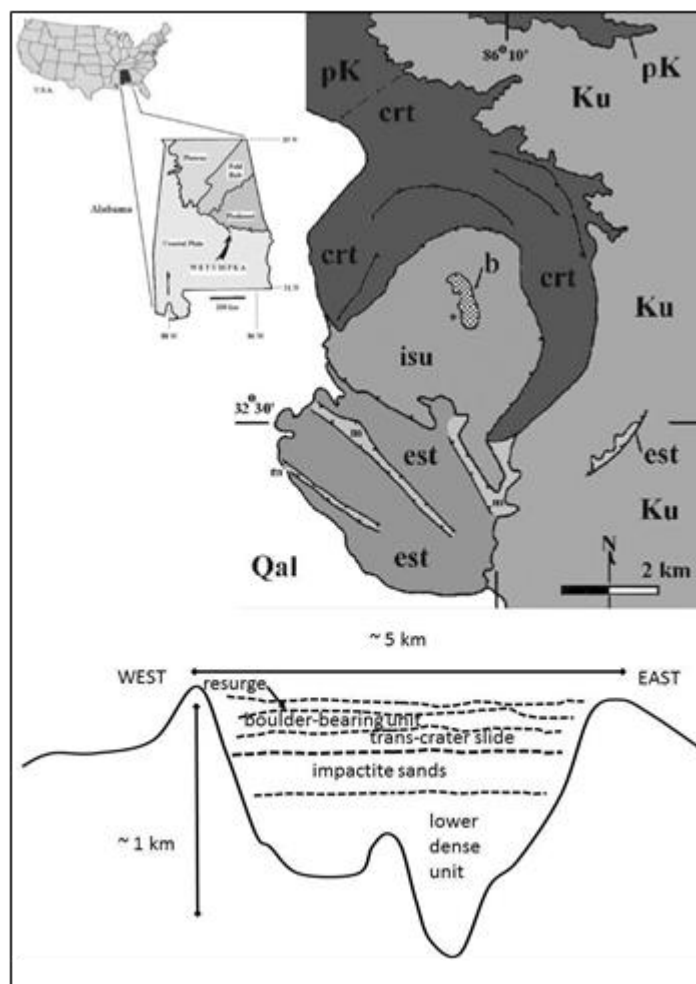 U.S.A.
86°10'
pK
pK
Ku
crt
Alabama
Plateau
Fold
Belt
Piedmont
Coastal Plain
WETUMPKA
100 km
crt
crt
b
Ku
isu
32°30'
m
est
est
m
m
Ku
est
Qal
N
2 km
~ 5 km
WEST
EAST
resurge
boulder-bearing unit
trans-crater slide
impactite sands
~ 1 km
lower
dense
unit